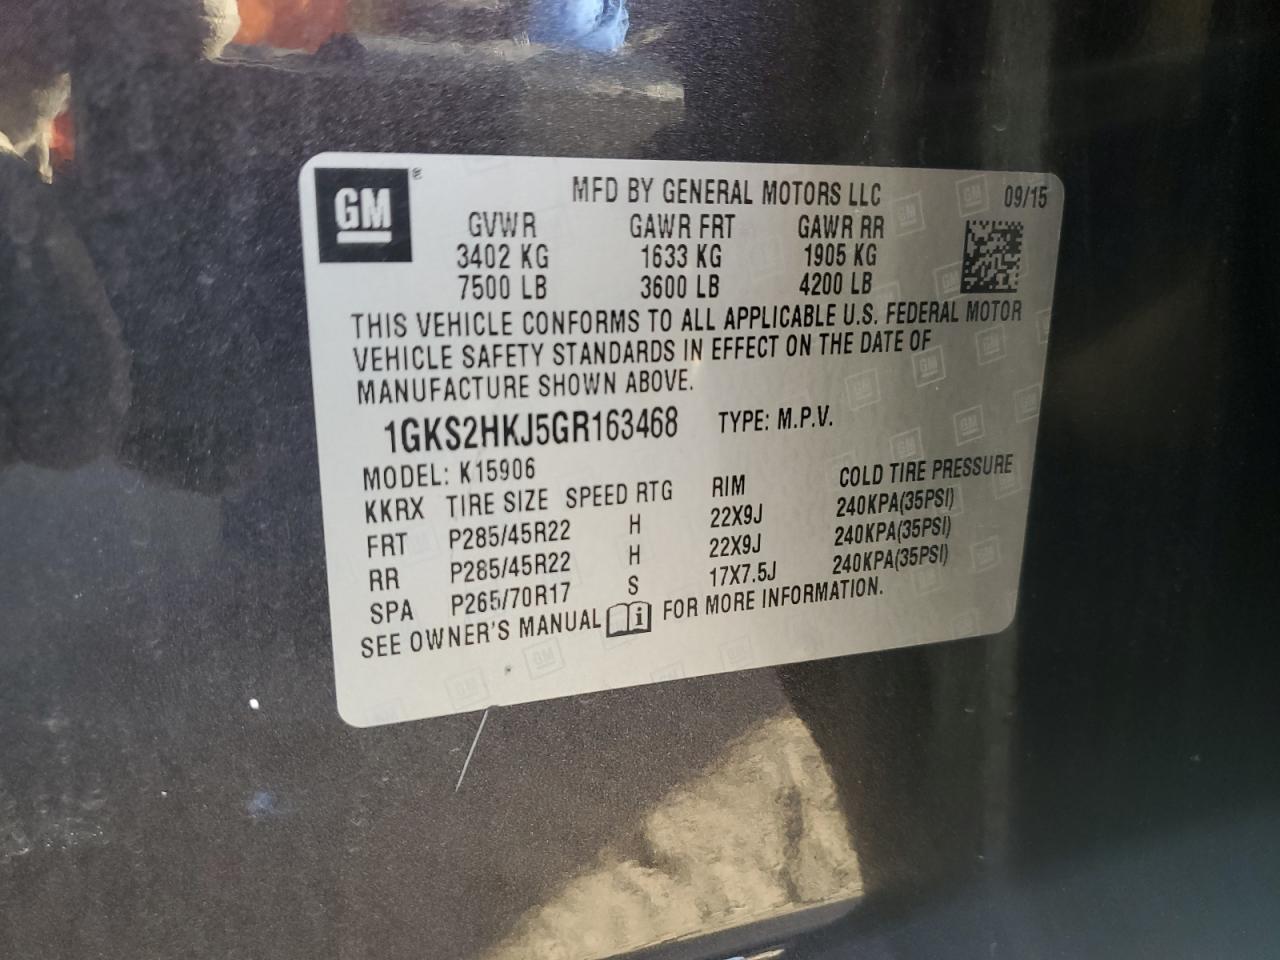 GM ®
MFD BY GENERAL MOTORS LLC 09/15
GVWR GAWR FRT GAWR RR
3402 KG 1633 KG 1905 KG
7500 LB 3600 LB 4200 LB
THIS VEHICLE CONFORMS TO ALL APPLICABLE U.S. FEDERAL MOTOR
VEHICLE SAFETY STANDARDS IN EFFECT ON THE DATE OF
MANUFACTURE SHOWN ABOVE.
1GKS2HKJ5GR163468 TYPE: M.P.V.
MODEL: K15906
KKRX TIRE SIZE SPEED RTG RIM COLD TIRE PRESSURE
FRT P285/45R22 H 22X9J 240KPA(35PSI)
RR P285/45R22 H 22X9J 240KPA(35PSI)
SPA P265/70R17 S 17X7.5J 240KPA(35PSI)
SEE OWNER'S MANUAL FOR MORE INFORMATION.